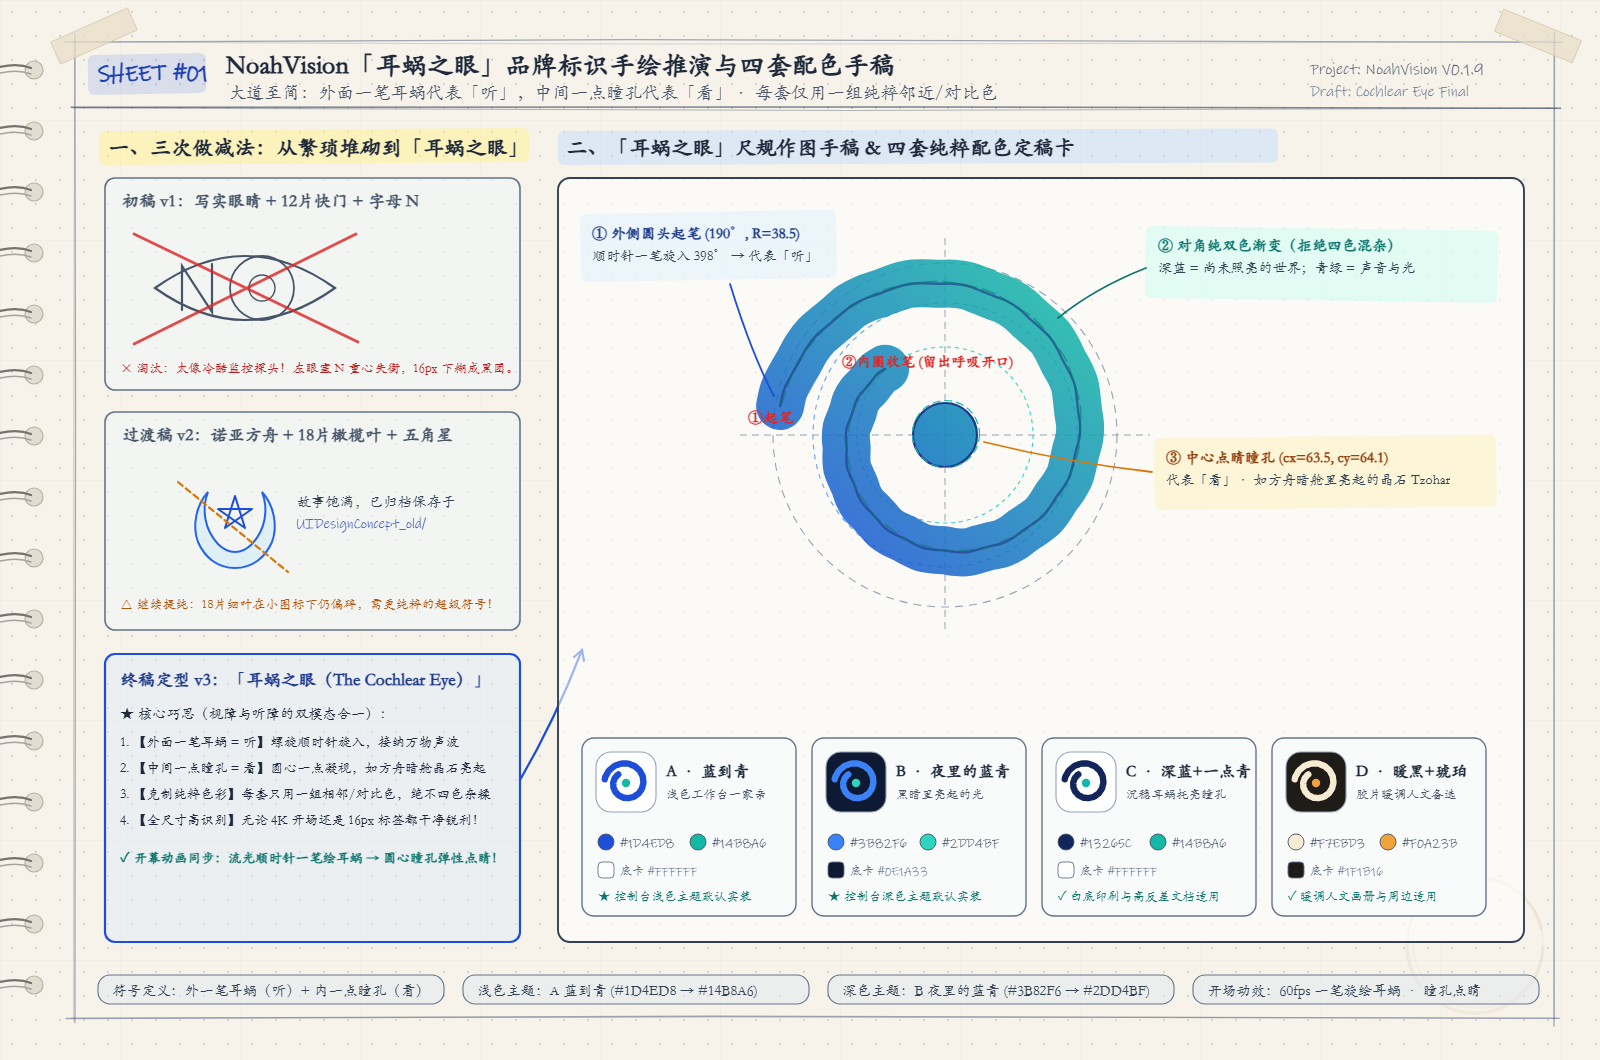 SHEET #01
NoahVision「耳蜗之眼」品牌标识手绘推演与四套配色手稿
大道至简：外面一笔耳蜗代表「听」，中间一点瞳孔代表「看」 · 每套仅用一组纯粹邻近/对比色
Project: NoahVision V0.1.9
Draft: Cochlear Eye Final
一、三次做减法：从繁琐堆砌到「耳蜗之眼」
初稿 v1：写实眼睛 + 12片快门 + 字母 N
N
× 淘汰：太像冷酷监控探头！左眼塞 N 重心失衡，16px 下糊成黑团。
过渡稿 v2：诺亚方舟 + 18片橄榄叶 + 五角星
故事饱满，已归档保存于
UIDesignConcept_old/
△ 继续提纯：18片细叶在小图标下仍偏碎，需更纯粹的超级符号！
终稿定型 v3：「耳蜗之眼（The Cochlear Eye）」
★ 核心巧思（视障与听障的双模态合一）：
1. 【外面一笔耳蜗 = 听】螺旋顺时针旋入，接纳万物声波
2. 【中间一点瞳孔 = 看】圆心一点凝视，如方舟暗舱晶石亮起
3. 【克制纯粹色彩】每套只用一组相邻/对比色，绝不四色杂糅
4. 【全尺寸高识别】无论 4K 开场还是 16px 标签都干净锐利！
✓ 开幕动画同步：流光顺时针一笔绘耳蜗 → 圆心瞳孔弹性点睛！
二、「耳蜗之眼」尺规作图手稿 & 四套纯粹配色定稿卡
① 外侧圆头起笔 (190°, R=38.5)
顺时针一笔旋入 398° → 代表「听」
② 对角纯双色渐变（拒绝四色混杂）
深蓝 = 尚未照亮的世界；青绿 = 声音与光
②内圈收笔 (留出呼吸开口)
①起笔
③ 中心点睛瞳孔 (cx=63.5, cy=64.1)
代表「看」 · 如方舟暗舱里亮起的晶石 Tzohar
A · 蓝到青
浅色工作台一家亲
#1D4ED8
#14B8A6
底卡 #FFFFFF
★ 控制台浅色主题默认实装
B · 夜里的蓝青
黑暗里亮起的光
#3B82F6
#2DD4BF
底卡 #0E1A33
★ 控制台深色主题默认实装
C · 深蓝+一点青
沉稳耳蜗托亮瞳孔
#13265C
#14B8A6
底卡 #FFFFFF
✓ 白底印刷与高反差文档适用
D · 暖黑+琥珀
胶片暖调人文备选
#F7EBD3
#F0A23B
底卡 #1F1B16
✓ 暖调人文画册与周边适用
符号定义：外一笔耳蜗（听）+ 内一点瞳孔（看）
浅色主题：A 蓝到青 (#1D4ED8 → #14B8A6)
深色主题：B 夜里的蓝青 (#3B82F6 → #2DD4BF)
开场动效：60fps 一笔旋绘耳蜗 · 瞳孔点睛